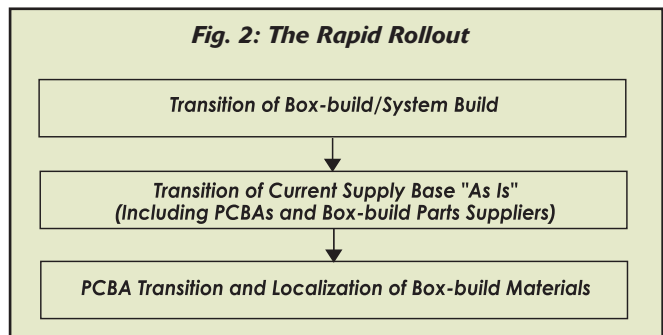 Fig. 2: The Rapid Rollout
Transition of Box-build/System Build
Transition of Current Supply Base "As Is"
(Including PCBAs and Box-build Parts Suppliers)
PCBA Transition and Localization of Box-build Materials